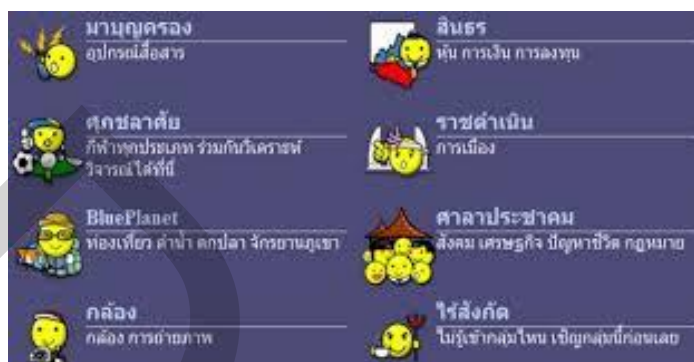 มาบุญครอง
อุปกรณ์สื่อสาร
สินธร
หุ้น การเงิน การลงทุน
ศุภชลาศัย
กีฬาทุกประเภท ร่วมกันวิเคราะห์
วิจารณ์ได้ที่นี่
ราชดำเนิน
การเมือง
BluePlanet
ท่องเที่ยว ดำน้ำ ตกปลา จักรยานภูเขา
ศาลาประชาคม
สังคม เศรษฐกิจ ปัญหาชีวิต กฎหมาย
กล้อง
กล้อง การถ่ายภาพ
ไร้สังกัด
ไม่รู้เข้ากลุ่มไหน เชิญกลุ่มนี้ก่อนเลย